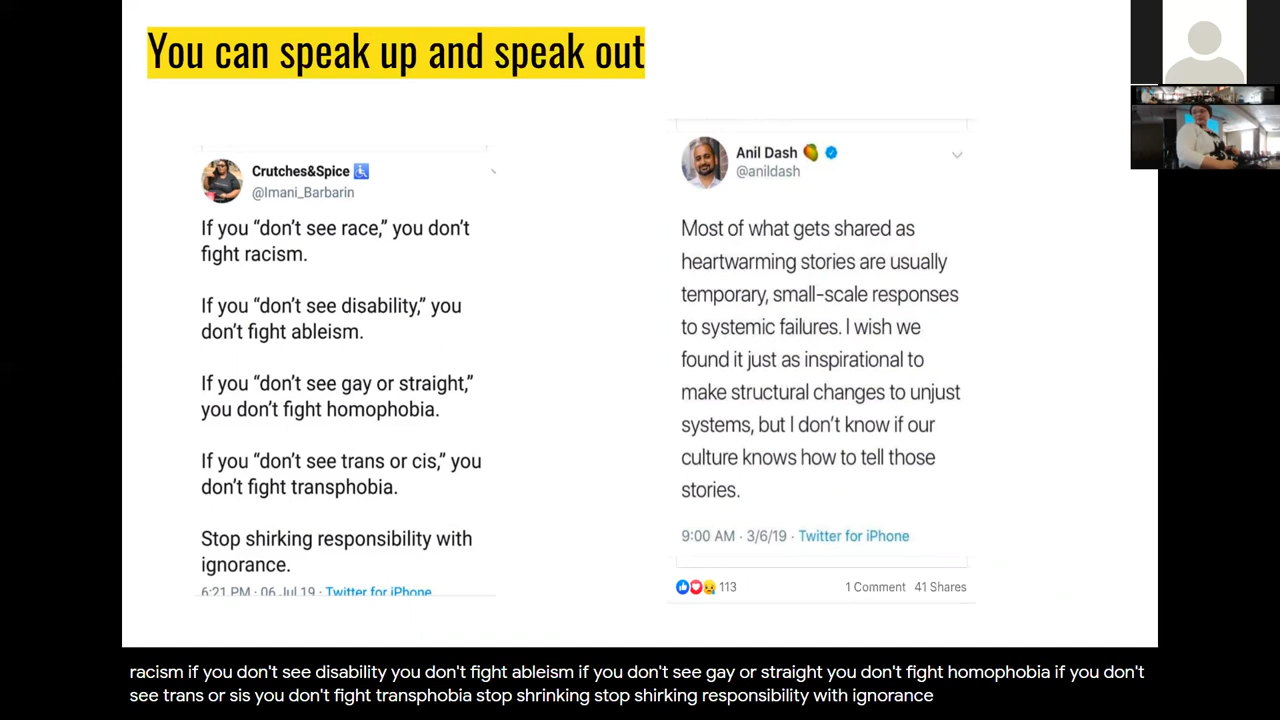 You can speak up and speak out
Crutches&Spice ♿
@Imani_Barbarin
If you “don’t see race,” you don’t
fight racism.
If you “don’t see disability,” you
don’t fight ableism.
If you “don’t see gay or straight,”
you don’t fight homophobia.
If you “don’t see trans or cis,” you
don’t fight transphobia.
Stop shirking responsibility with
ignorance.
6:21 PM · 06 Jul 19 · Twitter for iPhone
Anil Dash 🥭
@anildash
Most of what gets shared as
heartwarming stories are usually
temporary, small-scale responses
to systemic failures. I wish we
found it just as inspirational to
make structural changes to unjust
systems, but I don’t know if our
culture knows how to tell those
stories.
9:00 AM · 3/6/19 · Twitter for iPhone
113 1 Comment 41 Shares
racism if you don't see disability you don't fight ableism if you don't see gay or straight you don't fight homophobia if you don't
see trans or sis you don't fight transphobia stop shrinking stop shirking responsibility with ignorance